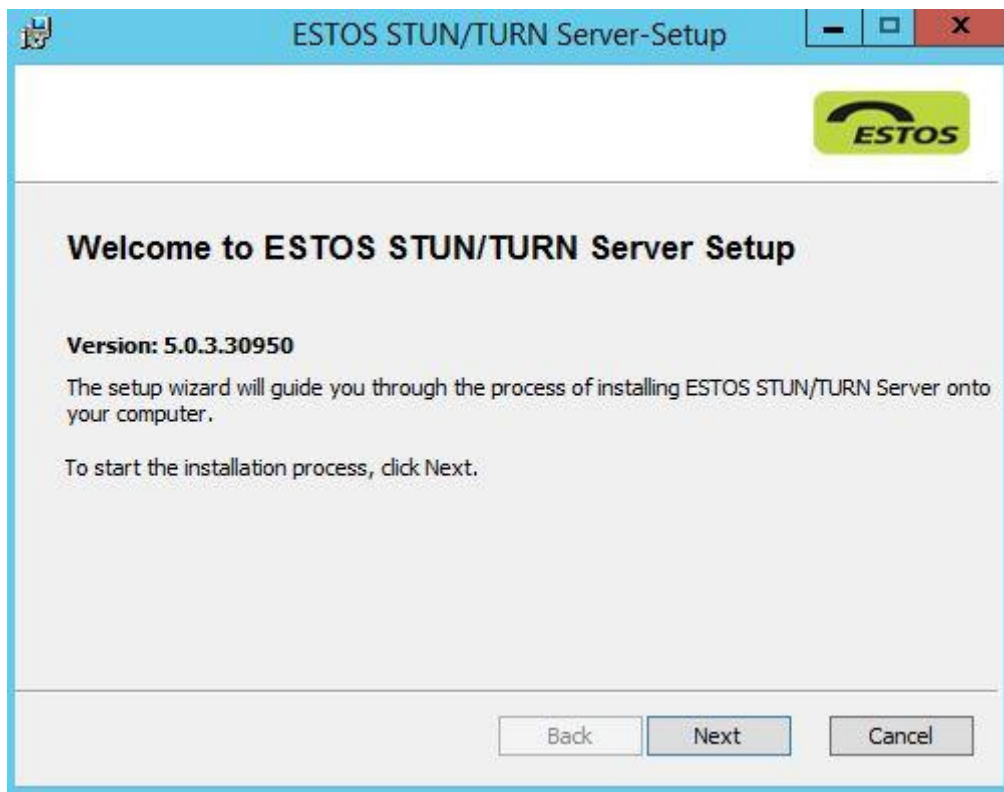 ESTOS STUN/TURN Server-Setup
ESTOS
Welcome to ESTOS STUN/TURN Server Setup
Version: 5.0.3.30950
The setup wizard will guide you through the process of installing ESTOS STUN/TURN Server onto
your computer.
To start the installation process, click Next.
Back Next Cancel